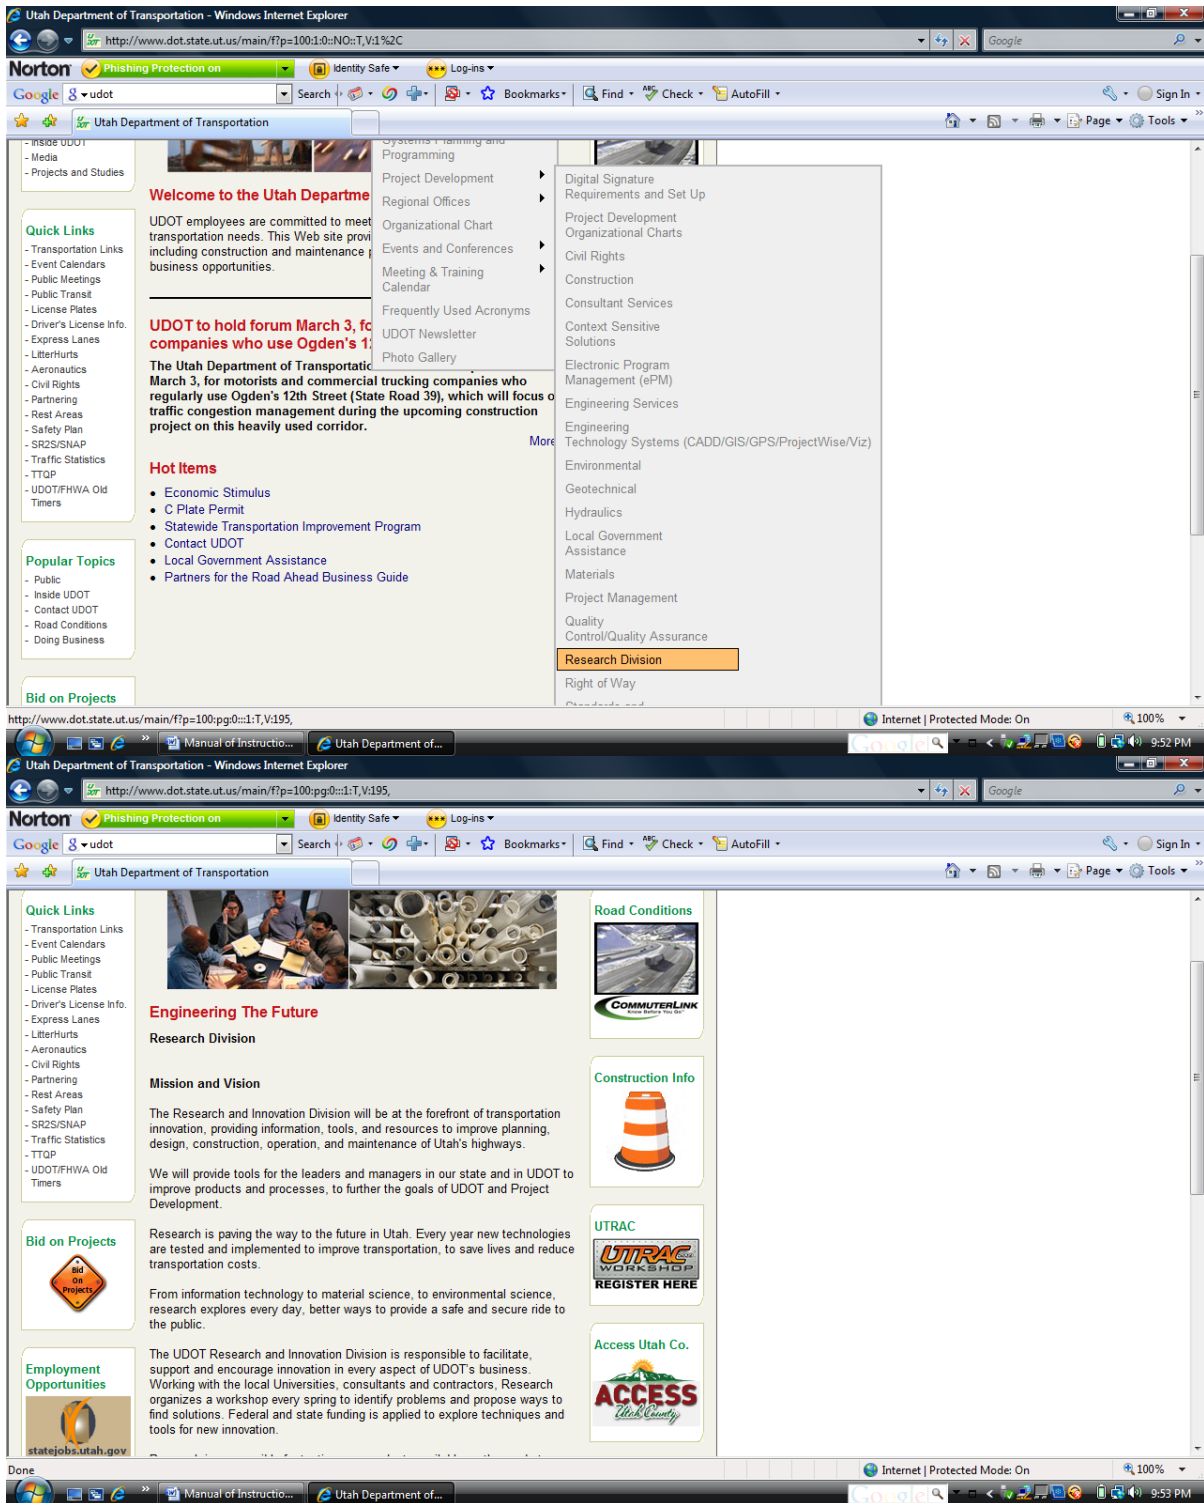 Utah Department of Transportation - Windows Internet Explorer
http://www.dot.state.ut.us/main/f?p=100:1:0::NO::T,V:1%2C
Google
Norton Phishing Protection on Identity Safe Log-ins
Google udot Search Bookmarks Find Check AutoFill Sign In
Utah Department of Transportation Page Tools
- Inside UDOT
- Media
- Projects and Studies
Quick Links
- Transportation Links
- Event Calendars
- Public Meetings
- Public Transit
- License Plates
- Driver's License Info.
- Express Lanes
- LitterHurts
- Aeronautics
- Civil Rights
- Partnering
- Rest Areas
- Safety Plan
- SR2S/SNAP
- Traffic Statistics
- TTQP
- UDOT/FHWA Old
Timers
Popular Topics
- Public
- Inside UDOT
- Contact UDOT
- Road Conditions
- Doing Business
Bid on Projects
Welcome to the Utah Departme
UDOT employees are committed to meet
transportation needs. This Web site provi
including construction and maintenance
business opportunities.
UDOT to hold forum March 3, fo
companies who use Ogden's 1
The Utah Department of Transportatio
March 3, for motorists and commercial trucking companies who
regularly use Ogden's 12th Street (State Road 39), which will focus o
traffic congestion management during the upcoming construction
project on this heavily used corridor.
More
Hot Items
• Economic Stimulus
• C Plate Permit
• Statewide Transportation Improvement Program
• Contact UDOT
• Local Government Assistance
• Partners for the Road Ahead Business Guide
Systems Planning and
Programming
Project Development
Regional Offices
Organizational Chart
Events and Conferences
Meeting & Training
Calendar
Frequently Used Acronyms
UDOT Newsletter
Photo Gallery
Digital Signature
Requirements and Set Up
Project Development
Organizational Charts
Civil Rights
Construction
Consultant Services
Context Sensitive
Solutions
Electronic Program
Management (ePM)
Engineering Services
Engineering
Technology Systems (CADD/GIS/GPS/ProjectWise/Viz)
Environmental
Geotechnical
Hydraulics
Local Government
Assistance
Materials
Project Management
Quality
Control/Quality Assurance
Research Division
Right of Way
Standards and
http://www.dot.state.ut.us/main/f?p=100:pg:0:::1:T,V:195, Internet | Protected Mode: On 100%
Manual of Instructio... Utah Department of... Google 9:52 PM
Utah Department of Transportation - Windows Internet Explorer
http://www.dot.state.ut.us/main/f?p=100:pg:0:::1:T,V:195,
Google
Norton Phishing Protection on Identity Safe Log-ins
Google udot Search Bookmarks Find Check AutoFill Sign In
Utah Department of Transportation Page Tools
Quick Links
- Transportation Links
- Event Calendars
- Public Meetings
- Public Transit
- License Plates
- Driver's License Info.
- Express Lanes
- LitterHurts
- Aeronautics
- Civil Rights
- Partnering
- Rest Areas
- Safety Plan
- SR2S/SNAP
- Traffic Statistics
- TTQP
- UDOT/FHWA Old
Timers
Bid on Projects
Bid
On
Projects
Employment
Opportunities
statejobs.utah.gov
Engineering The Future
Research Division
Mission and Vision
The Research and Innovation Division will be at the forefront of transportation
innovation, providing information, tools, and resources to improve planning,
design, construction, operation, and maintenance of Utah's highways.
We will provide tools for the leaders and managers in our state and in UDOT to
improve products and processes, to further the goals of UDOT and Project
Development.
Research is paving the way to the future in Utah. Every year new technologies
are tested and implemented to improve transportation, to save lives and reduce
transportation costs.
From information technology to material science, to environmental science,
research explores every day, better ways to provide a safe and secure ride to
the public.
The UDOT Research and Innovation Division is responsible to facilitate,
support and encourage innovation in every aspect of UDOT's business.
Working with the local Universities, consultants and contractors, Research
organizes a workshop every spring to identify problems and propose ways to
find solutions. Federal and state funding is applied to explore techniques and
tools for new innovation.
Road Conditions
COMMUTERLINK
Know Before You Go
Construction Info
UTRAC
UTRAC
WORKSHOP
REGISTER HERE
Access Utah Co.
ACCESS
Utah County
Done Internet | Protected Mode: On 100%
Manual of Instructio... Utah Department of... Google 9:53 PM